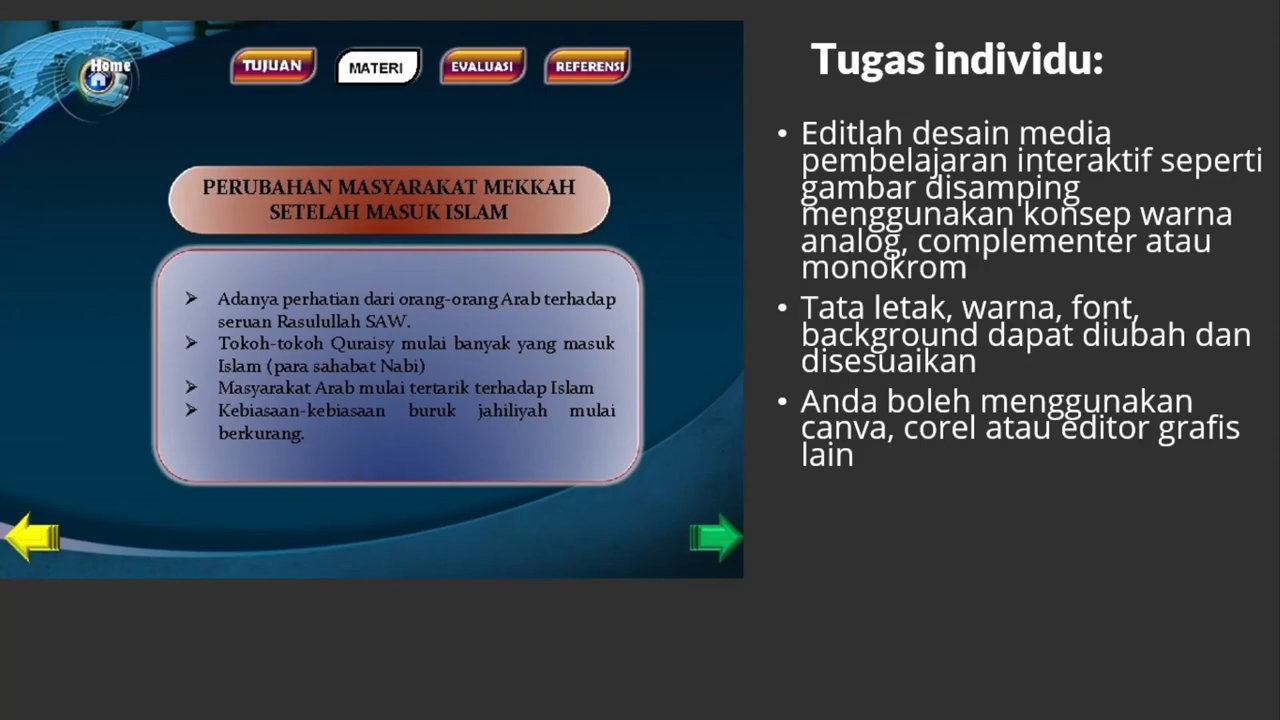 Home
TUJUAN
MATERI
EVALUASI
REFERENSI
PERUBAHAN MASYARAKAT MEKKAH
SETELAH MASUK ISLAM
Adanya perhatian dari orang-orang Arab terhadap
seruan Rasulullah SAW.
Tokoh-tokoh Quraisy mulai banyak yang masuk
Islam (para sahabat Nabi)
Masyarakat Arab mulai tertarik terhadap Islam
Kebiasaan-kebiasaan buruk jahiliyah mulai
berkurang.
Tugas individu:
• Editlah desain media
pembelajaran interaktif seperti
gambar disamping
menggunakan konsep warna
analog, complementer atau
monokrom
• Tata letak, warna, font,
background dapat diubah dan
disesuaikan
• Anda boleh menggunakan
canva, corel atau editor grafis
lain